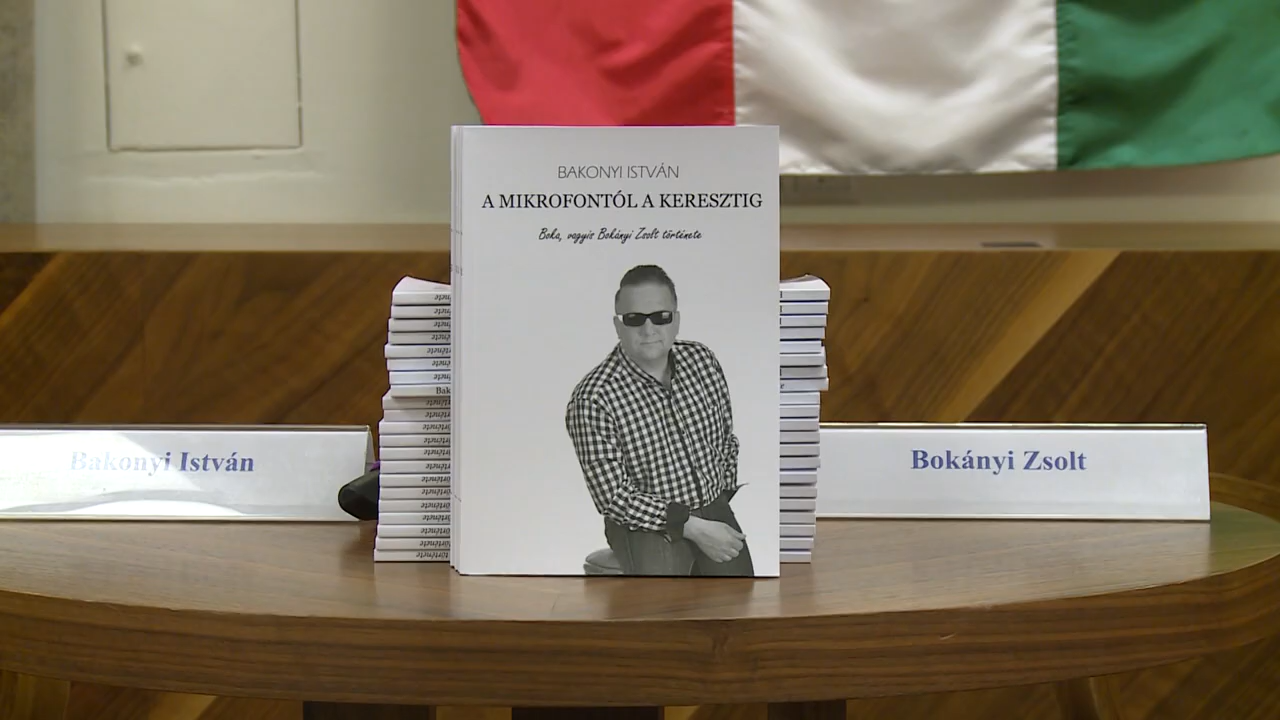 BAKONYI ISTVÁN
A MIKROFONTÓL A KERESZTIG
Boka, vagyis Bokányi Zsolt története
Bakonyi István
Bokányi Zsolt